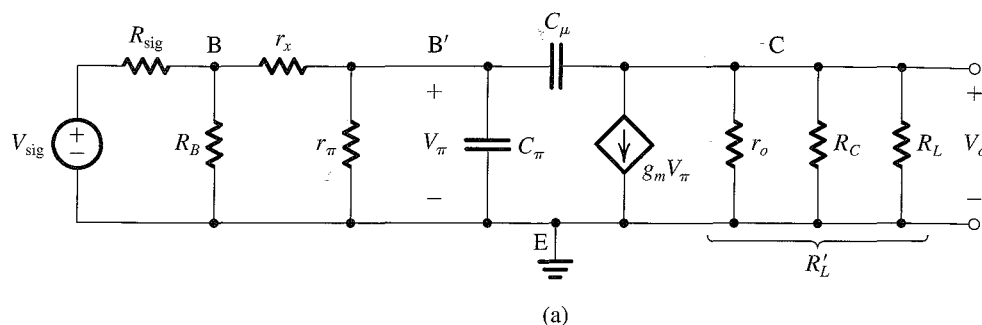 C_μ
R_sig
B
r_x
B′
C
+
+
V_sig
+
−
R_B
r_π
V_π
C_π
g_m V_π
r_o
R_C
R_L
V_o
−
−
E
R′_L
(a)